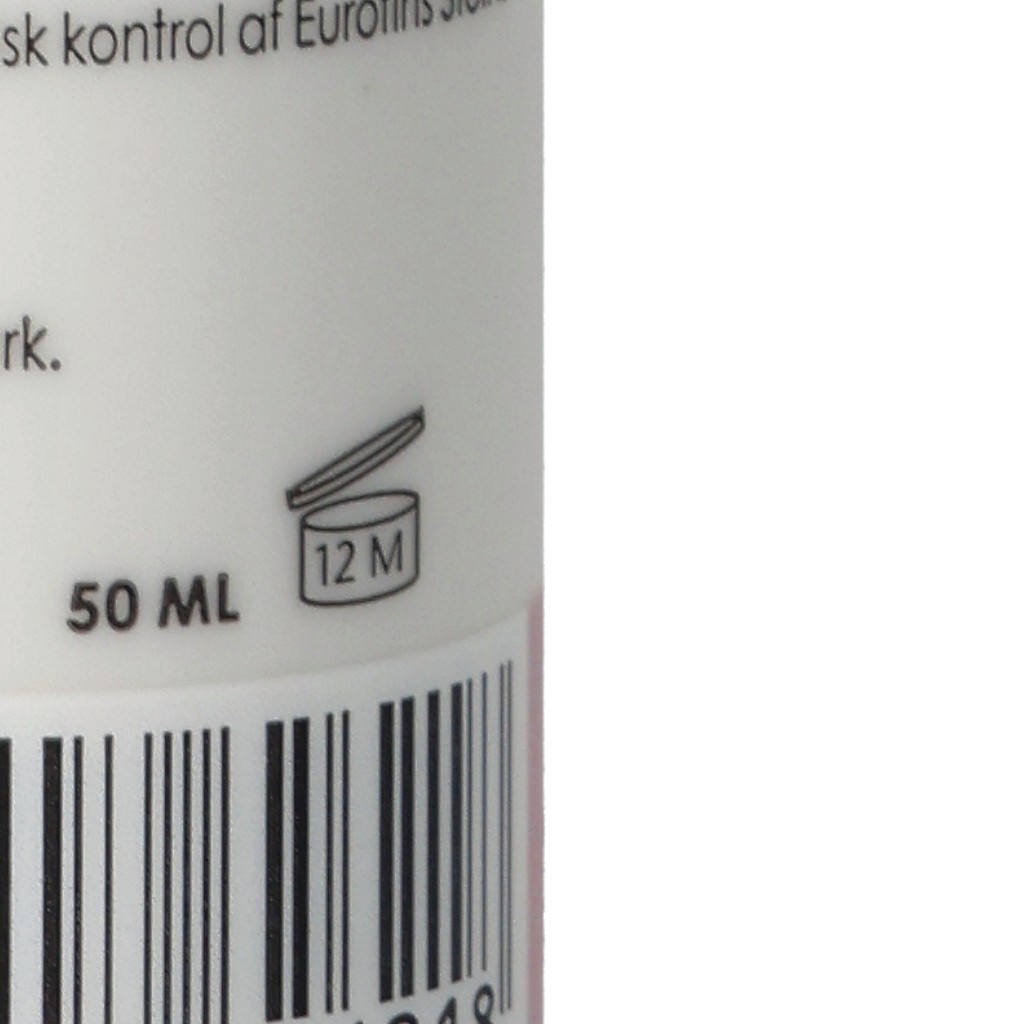 sk kontrol af Eurofins
rk.
12 M
50 ML